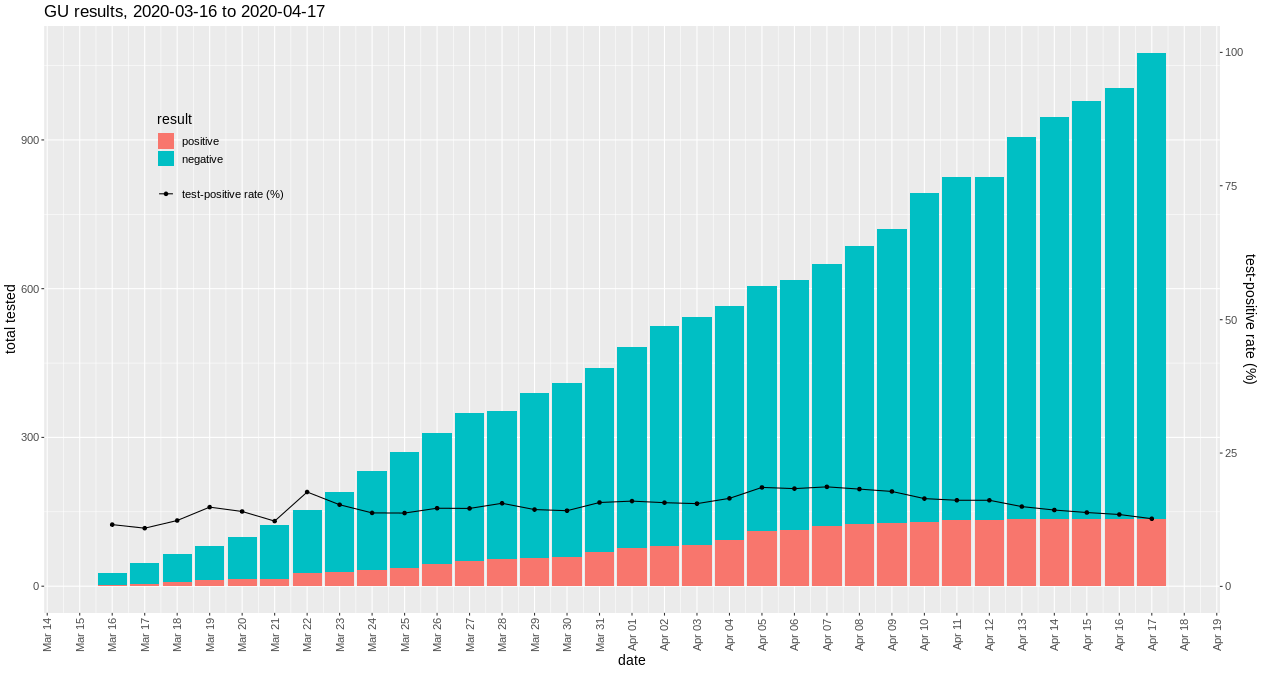 GU results, 2020-03-16 to 2020-04-17
result
positive
negative
test-positive rate (%)
total tested
900
600
300
0
100
75
50
25
0
test-positive rate (%)
Mar 14 Mar 15 Mar 16 Mar 17 Mar 18 Mar 19 Mar 20 Mar 21 Mar 22 Mar 23 Mar 24 Mar 25 Mar 26 Mar 27 Mar 28 Mar 29 Mar 30 Mar 31 Apr 01 Apr 02 Apr 03 Apr 04 Apr 05 Apr 06 Apr 07 Apr 08 Apr 09 Apr 10 Apr 11 Apr 12 Apr 13 Apr 14 Apr 15 Apr 16 Apr 17 Apr 18 Apr 19
date